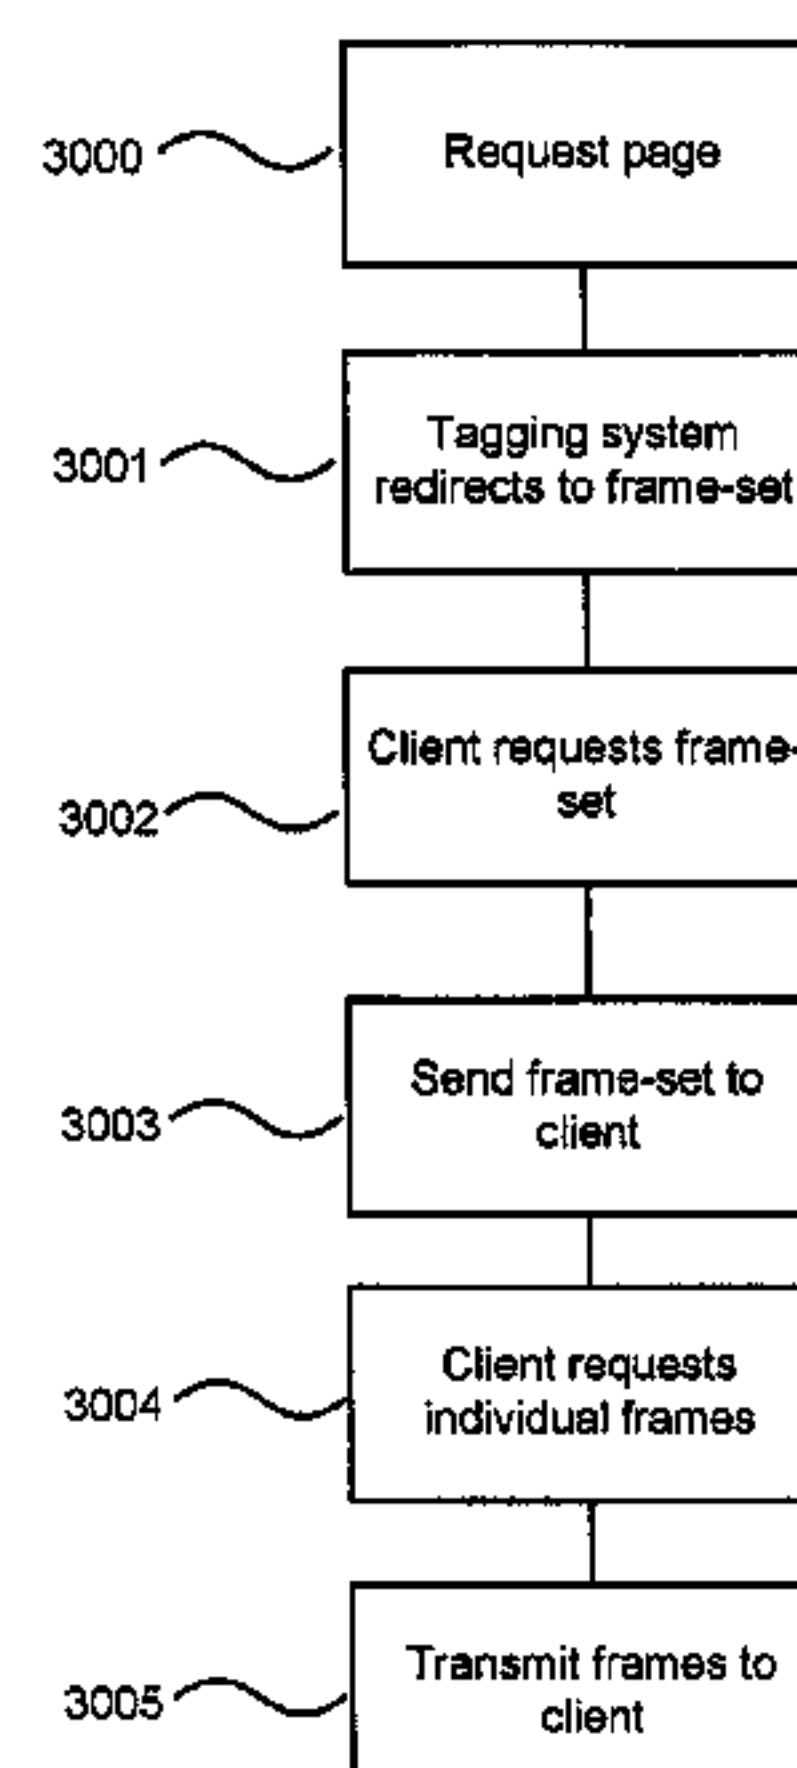 3000
Request page
3001
Tagging system
redirects to frame-set
3002
Client requests frame-
set
3003
Send frame-set to
client
3004
Client requests
individual frames
3005
Transmit frames to
client